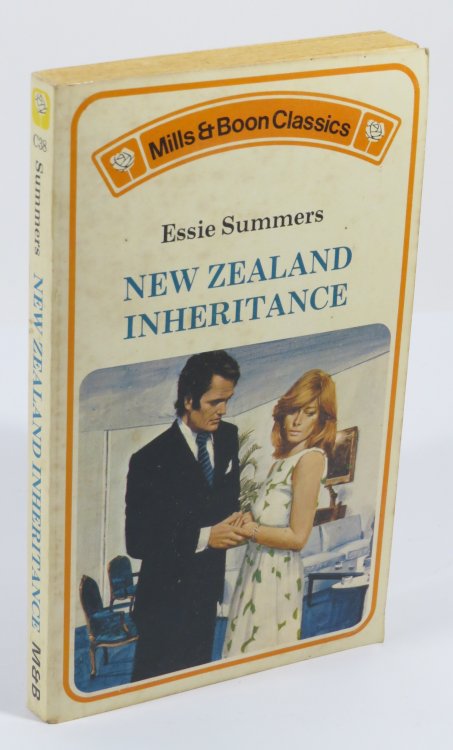 Mills & Boon Classics
Essie Summers
NEW ZEALAND
INHERITANCE
C38 Summers NEW ZEALAND INHERITANCE M&B